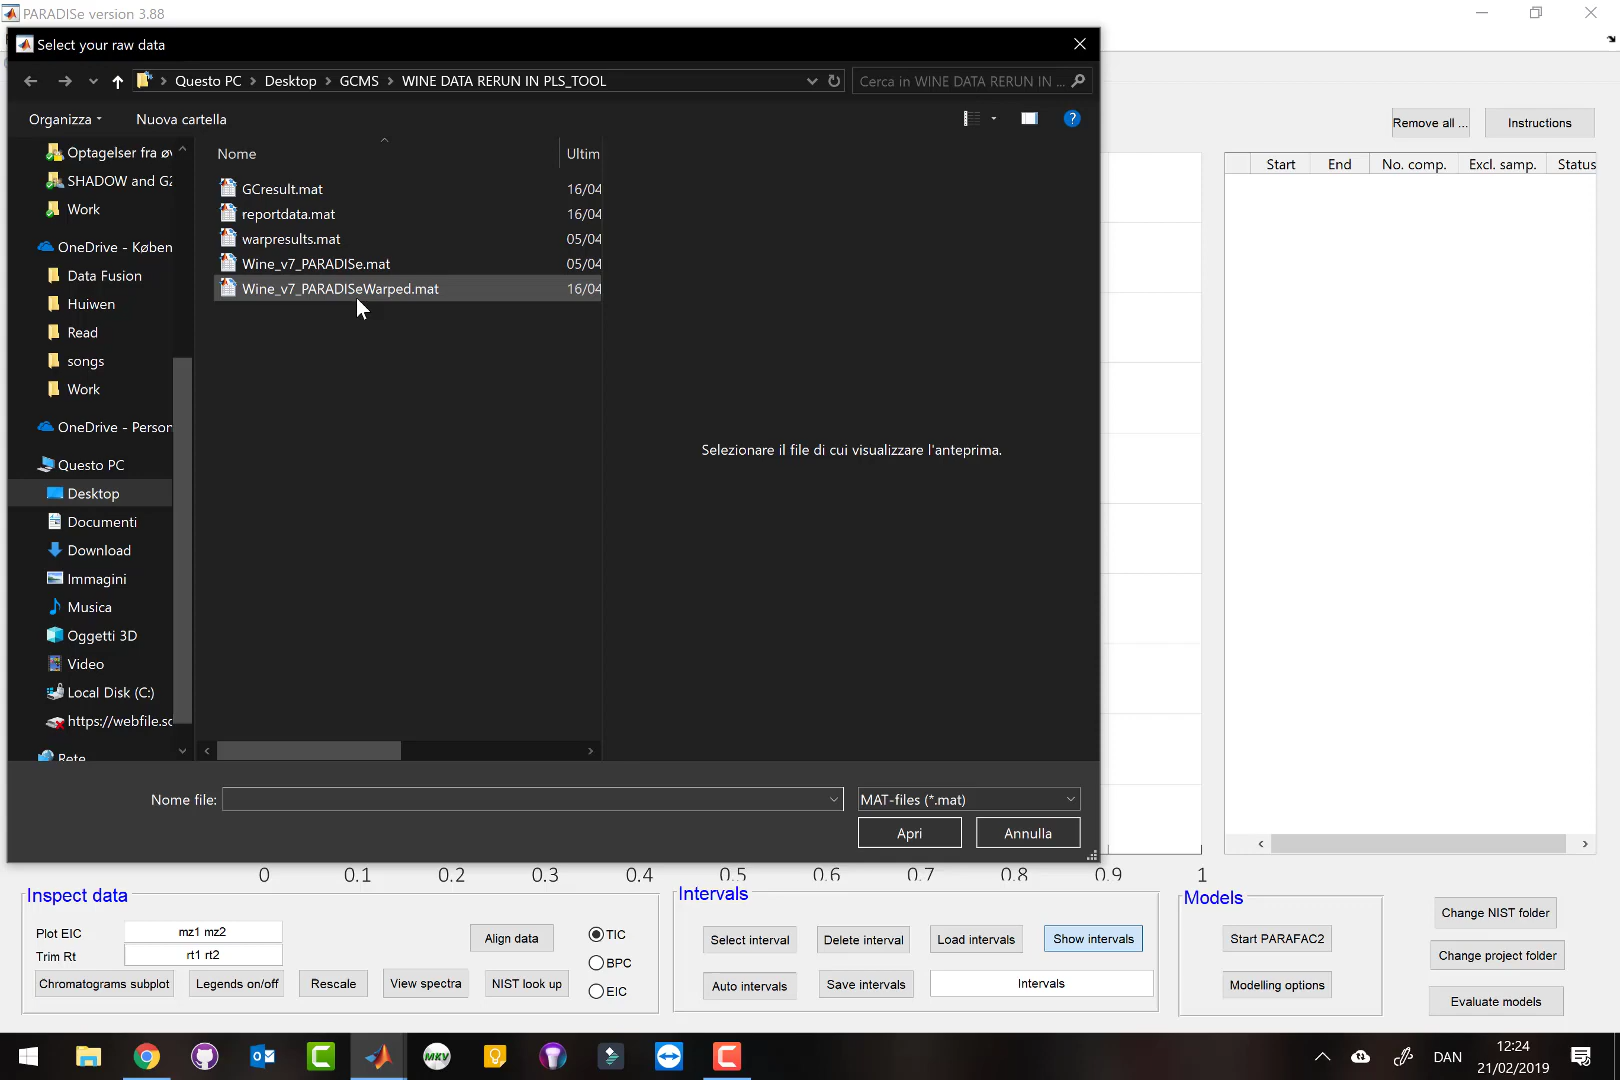 PARADISe version 3.88
Select your raw data
Questo PC > Desktop > GCMS > WINE DATA RERUN IN PLS_TOOL
Cerca in WINE DATA RERUN IN ...
Organizza
Nuova cartella
Remove all ...
Instructions
Optagelser fra øv
SHADOW and G2
Work
OneDrive - Køben
Data Fusion
Huiwen
Read
songs
Work
OneDrive - Person
Questo PC
Desktop
Documenti
Download
Immagini
Musica
Oggetti 3D
Video
Local Disk (C:)
https://webfile.sc
Rete
Nome
Ultim
GCresult.mat 16/04
reportdata.mat 16/04
warpresults.mat 05/04
Wine_v7_PARADISe.mat 05/04
Wine_v7_PARADISeWarped.mat 16/04
Selezionare il file di cui visualizzare l'anteprima.
Start End No. comp. Excl. samp. Status
Nome file:
MAT-files (*.mat)
Apri
Annulla
0 0.1 0.2 0.3 0.4 0.5 0.6 0.7 0.8 0.9 1
Inspect data
Plot EIC
mz1 mz2
Trim Rt
rt1 rt2
Align data
TIC
BPC
EIC
Chromatograms subplot
Legends on/off
Rescale
View spectra
NIST look up
Intervals
Select interval
Delete interval
Load intervals
Show intervals
Auto intervals
Save intervals
Intervals
Models
Start PARAFAC2
Modelling options
Change NIST folder
Change project folder
Evaluate models
MKV
DAN
12:24
21/02/2019